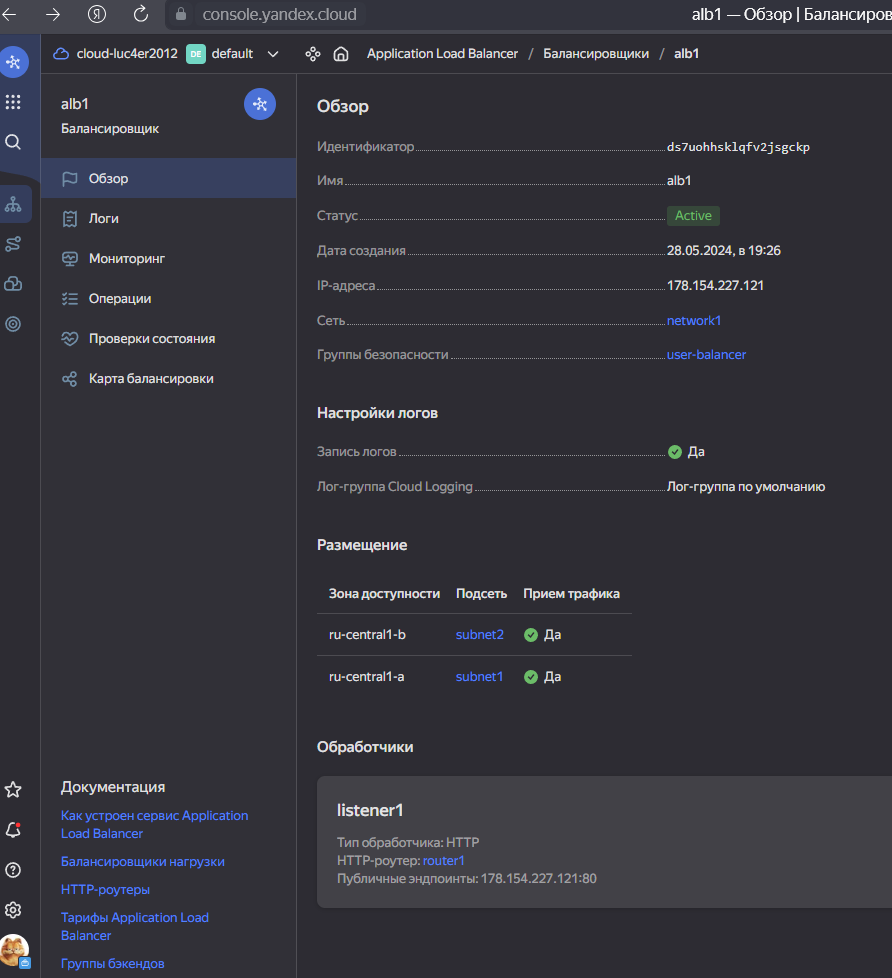 console.yandex.cloud
alb1 — Обзор | Балансиров
cloud-luc4er2012 DE default Application Load Balancer / Балансировщики / alb1
alb1
Балансировщик
Обзор
Логи
Мониторинг
Операции
Проверки состояния
Карта балансировки
Документация
Как устроен сервис Application
Load Balancer
Балансировщики нагрузки
HTTP-роутеры
Тарифы Application Load
Balancer
Группы бэкендов
Обзор
Идентификатор ds7uohhsklqfv2jsgckp
Имя alb1
Статус Active
Дата создания 28.05.2024, в 19:26
IP-адреса 178.154.227.121
Сеть network1
Группы безопасности user-balancer
Настройки логов
Запись логов Да
Лог-группа Cloud Logging Лог-группа по умолчанию
Размещение
Зона доступности Подсеть Прием трафика
ru-central1-b subnet2 Да
ru-central1-a subnet1 Да
Обработчики
listener1
Тип обработчика: HTTP
HTTP-роутер: router1
Публичные эндпоинты: 178.154.227.121:80